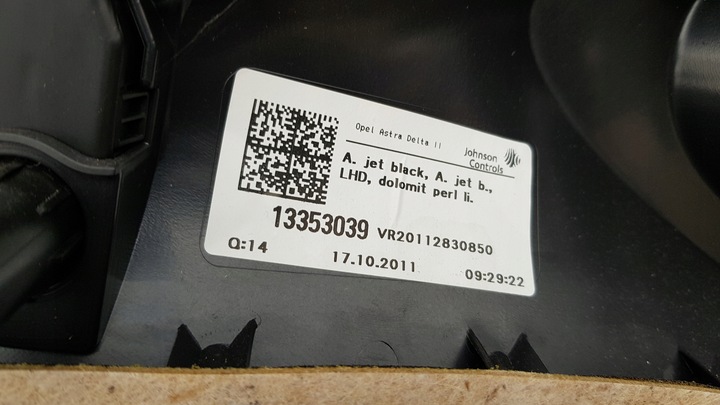 Opel Astra Delta II
Johnson
Controls
A. jet black, A. jet b.,
LHD, dolomit perl li.
13353039 VR20112830850
Q:14 17.10.2011 09:29:22